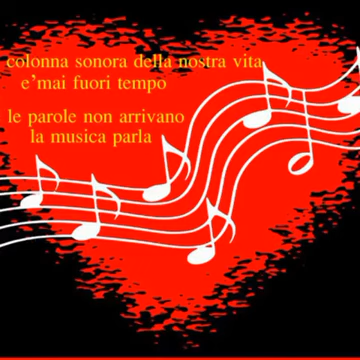 colonna sonora della nostra vita
e'mai fuori tempo
le parole non arrivano
la musica parla